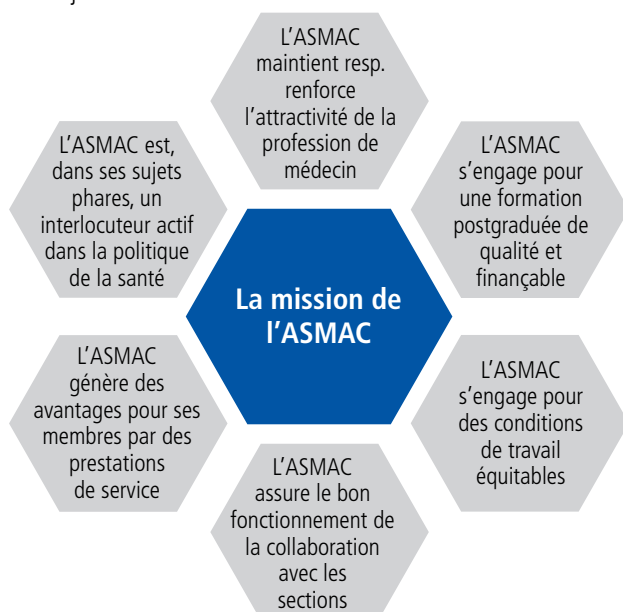 L'ASMAC
maintient resp.
renforce
l'attractivité de la
profession de
médecin
L'ASMAC est,
dans ses sujets
phares, un
interlocuteur actif
dans la politique
de la santé
L'ASMAC
s'engage pour
une formation
postgraduée de
qualité et
finançable
La mission de
l'ASMAC
L'ASMAC
génère des
avantages pour ses
membres par des
prestations
de service
L'ASMAC
s'engage pour
des conditions
de travail
équitables
L'ASMAC
assure le bon
fonctionnement de
la collaboration
avec les
sections